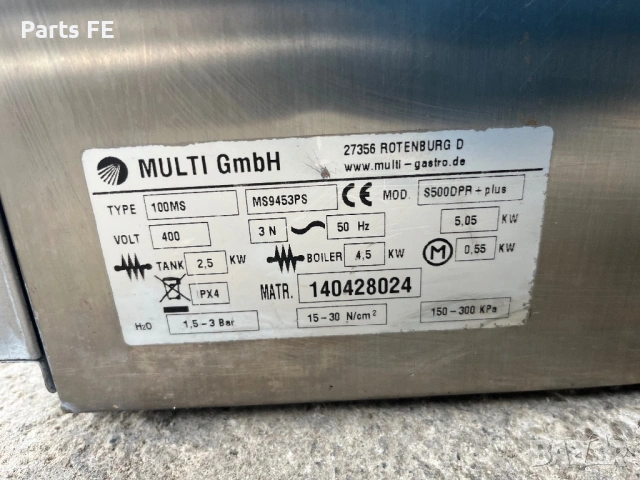 Parts FE
MULTI GmbH
27356 ROTENBURG D
www.multi-gastro.de
TYPE 100MS MS9453PS CE MOD. S500DPR - plus
VOLT 400 3 N 50 Hz 5,05 KW
TANK 2,5 KW BOILER 4,5 KW M 0,55 KW
IPX4 MATR. 140428024
H2O 1,5-3 Bar 15-30 N/cm² 150-300 KPa